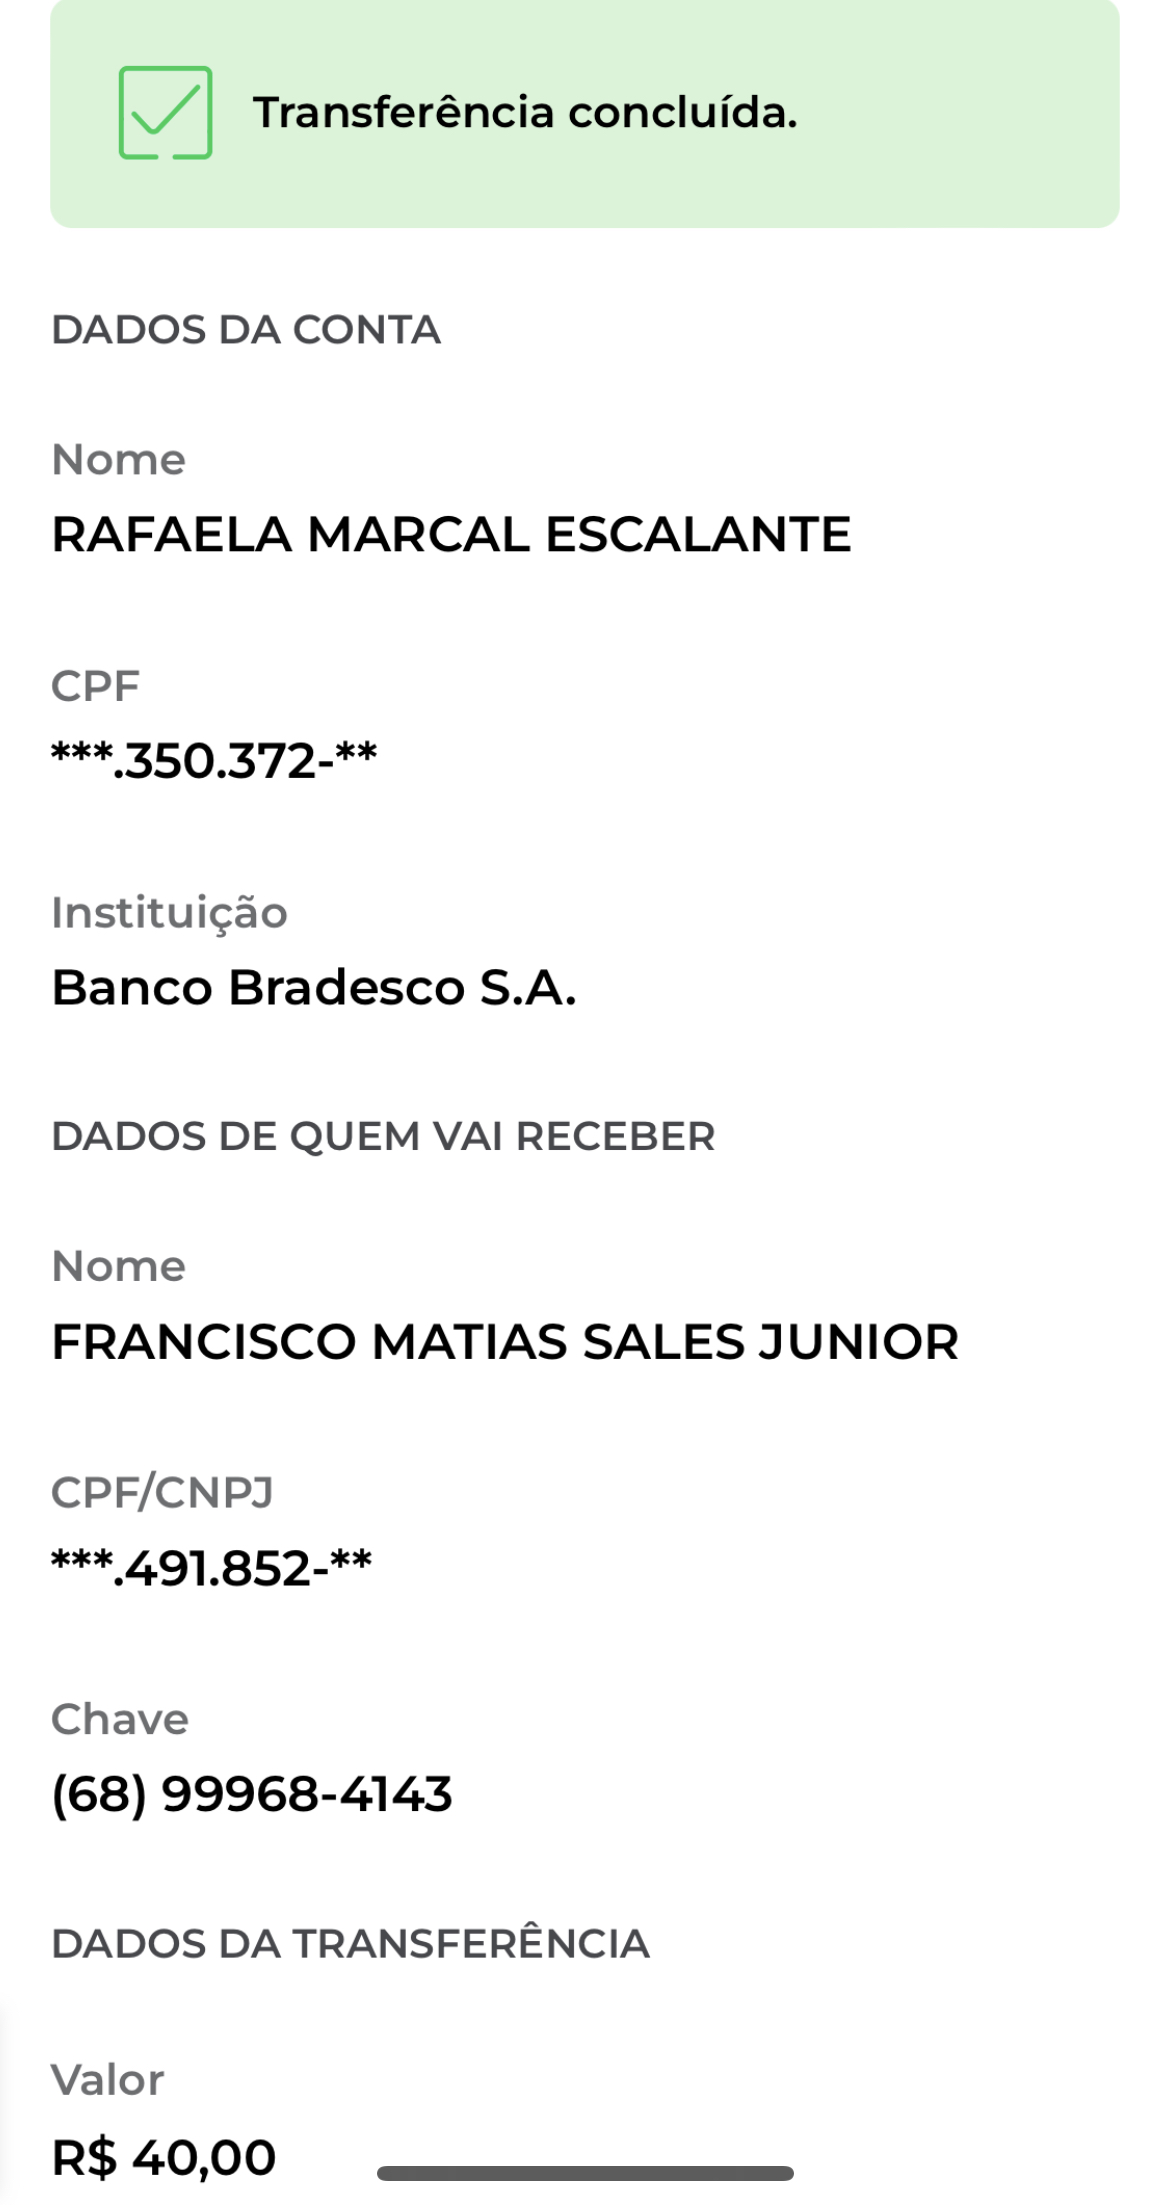 Transferência concluída.
DADOS DA CONTA
Nome
RAFAELA MARCAL ESCALANTE
CPF
***.350.372-**
Instituição
Banco Bradesco S.A.
DADOS DE QUEM VAI RECEBER
Nome
FRANCISCO MATIAS SALES JUNIOR
CPF/CNPJ
***.491.852-**
Chave
(68) 99968-4143
DADOS DA TRANSFERÊNCIA
Valor
R$ 40,00